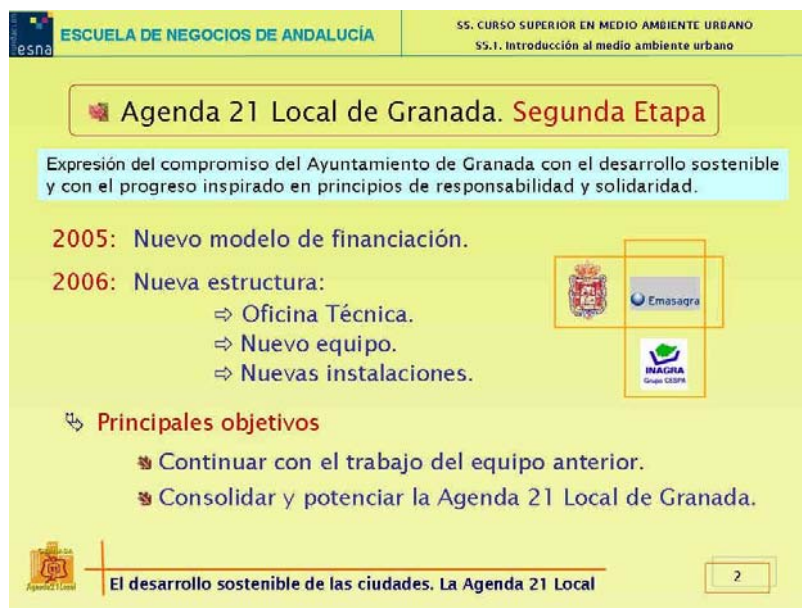 fundación
esna
ESCUELA DE NEGOCIOS DE ANDALUCÍA
S5. CURSO SUPERIOR EN MEDIO AMBIENTE URBANO
S5.1. Introducción al medio ambiente urbano
Agenda 21 Local de Granada. Segunda Etapa
Expresión del compromiso del Ayuntamiento de Granada con el desarrollo sostenible
y con el progreso inspirado en principios de responsabilidad y solidaridad.
2005: Nuevo modelo de financiación.
2006: Nueva estructura:
⇨ Oficina Técnica.
⇨ Nuevo equipo.
⇨ Nuevas instalaciones.
Emasagra
INAGRA
Grupo CESPA
Principales objetivos
Continuar con el trabajo del equipo anterior.
Consolidar y potenciar la Agenda 21 Local de Granada.
GRANADA
Agenda21Local
El desarrollo sostenible de las ciudades. La Agenda 21 Local
2